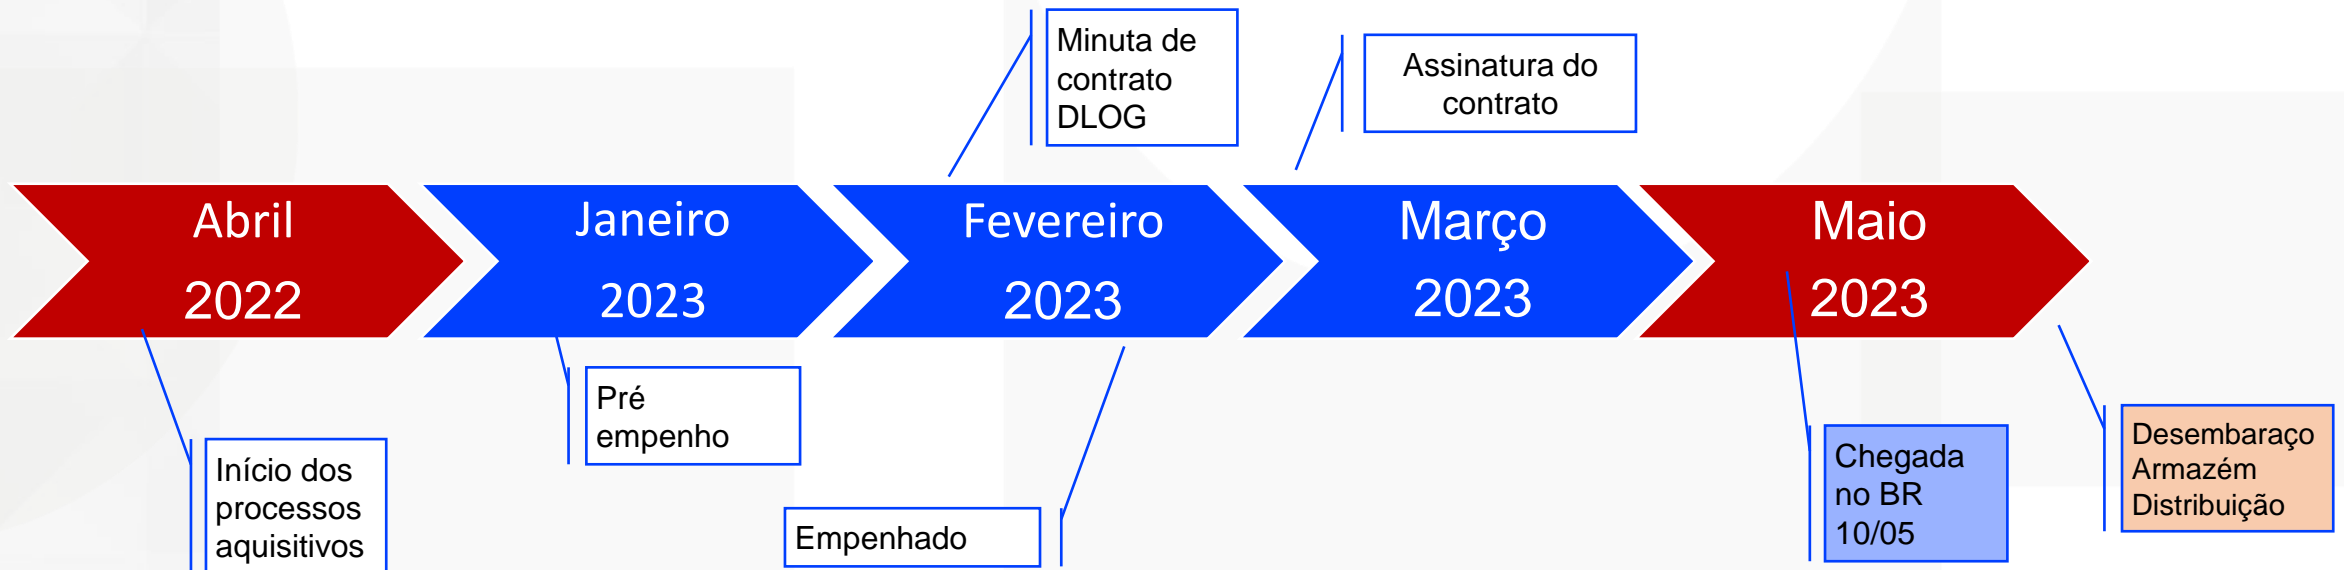 Minuta de
contrato
DLOG
Assinatura do
contrato
Abril
2022
Janeiro
2023
Fevereiro
2023
Março
2023
Maio
2023
Início dos
processos
aquisitivos
Pré
empenho
Empenhado
Chegada
no BR
10/05
Desembaraço
Armazém
Distribuição